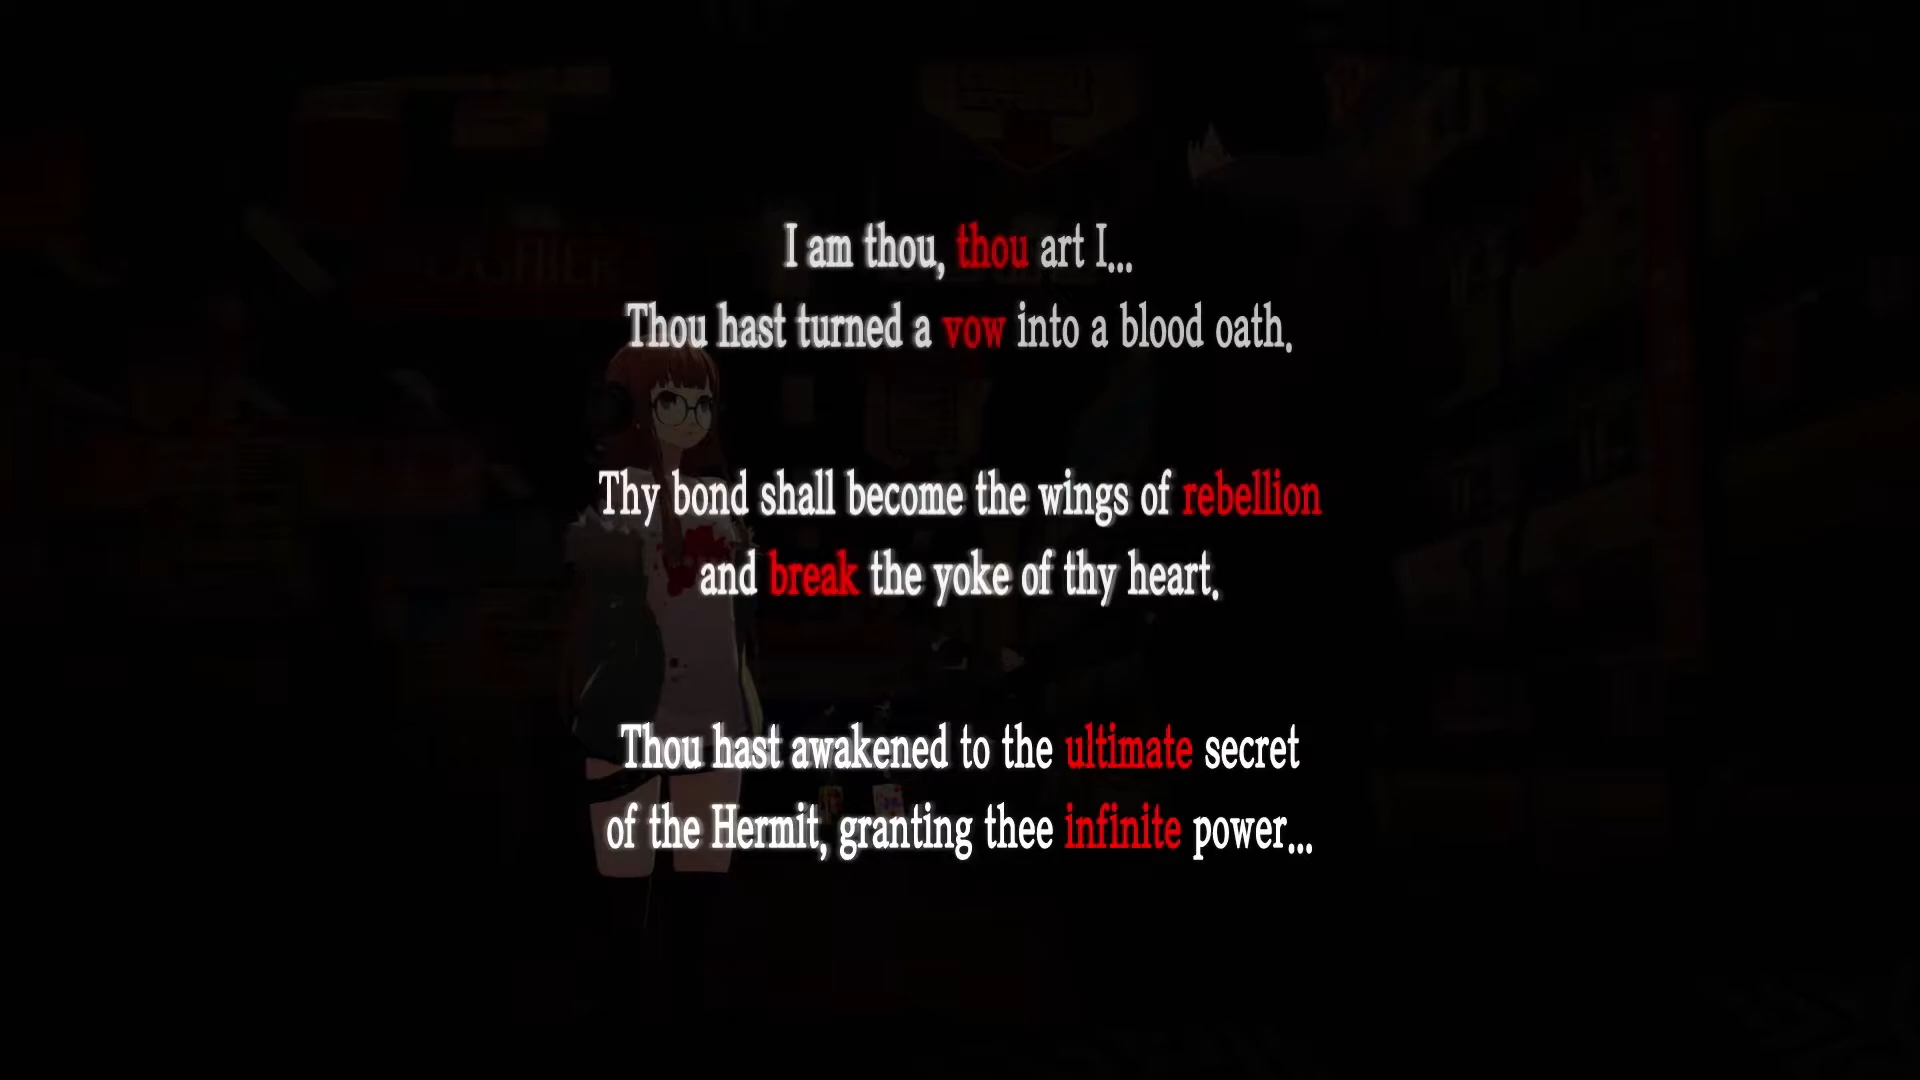 I am thou, thou art I...
Thou hast turned a vow into a blood oath.
Thy bond shall become the wings of rebellion
and break the yoke of thy heart.
Thou hast awakened to the ultimate secret
of the Hermit, granting thee infinite power...